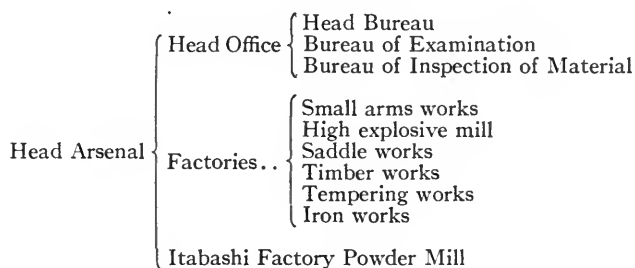 Head Arsenal
Head Office
Head Bureau
Bureau of Examination
Bureau of Inspection of Material
Factories..
Small arms works
High explosive mill
Saddle works
Timber works
Tempering works
Iron works
Itabashi Factory Powder Mill